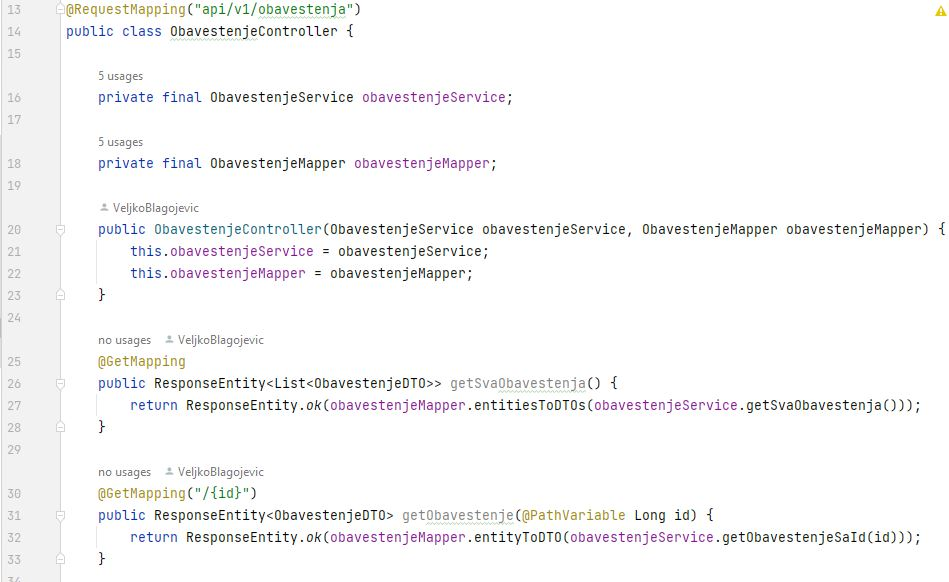 13 @RequestMapping("api/v1/obavestenja")
14 public class ObavestenjeController {
15
5 usages
16 private final ObavestenjeService obavestenjeService;
17
5 usages
18 private final ObavestenjeMapper obavestenjeMapper;
19
VeljkoBlagojevic
20 public ObavestenjeController(ObavestenjeService obavestenjeService, ObavestenjeMapper obavestenjeMapper) {
21 this.obavestenjeService = obavestenjeService;
22 this.obavestenjeMapper = obavestenjeMapper;
23 }
24
no usages VeljkoBlagojevic
25 @GetMapping
26 public ResponseEntity<List<ObavestenjeDTO>> getSvaObavestenja() {
27 return ResponseEntity.ok(obavestenjeMapper.entitiesToDTOs(obavestenjeService.getSvaObavestenja()));
28 }
29
no usages VeljkoBlagojevic
30 @GetMapping("/{id}")
31 public ResponseEntity<ObavestenjeDTO> getObavestenje(@PathVariable Long id) {
32 return ResponseEntity.ok(obavestenjeMapper.entityToDTO(obavestenjeService.getObavestenjeSaId(id)));
33 }
34